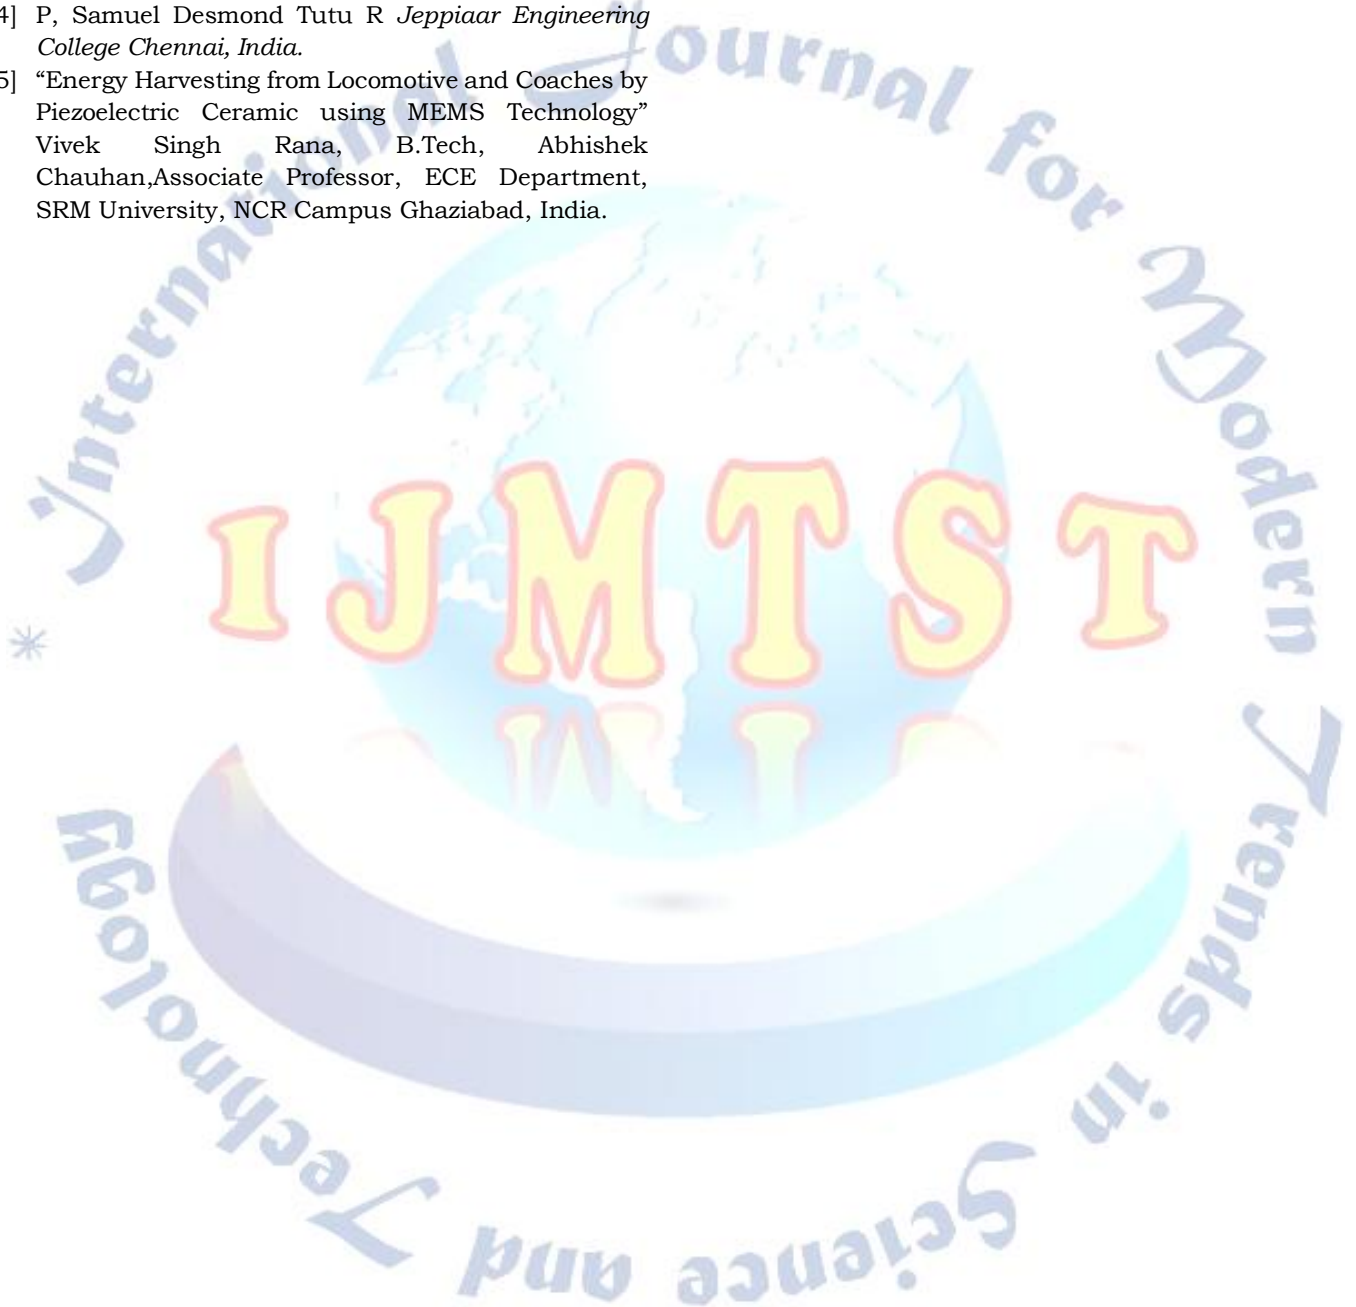 4] P, Samuel Desmond Tutu R Jeppiaar Engineering
College Chennai, India.
5] “Energy Harvesting from Locomotive and Coaches by
Piezoelectric Ceramic using MEMS Technology”
Vivek Singh Rana, B.Tech, Abhishek
Chauhan,Associate Professor, ECE Department,
SRM University, NCR Campus Ghaziabad, India.
International Journal for Modern Trends in Science and Technology
IJMTST
*